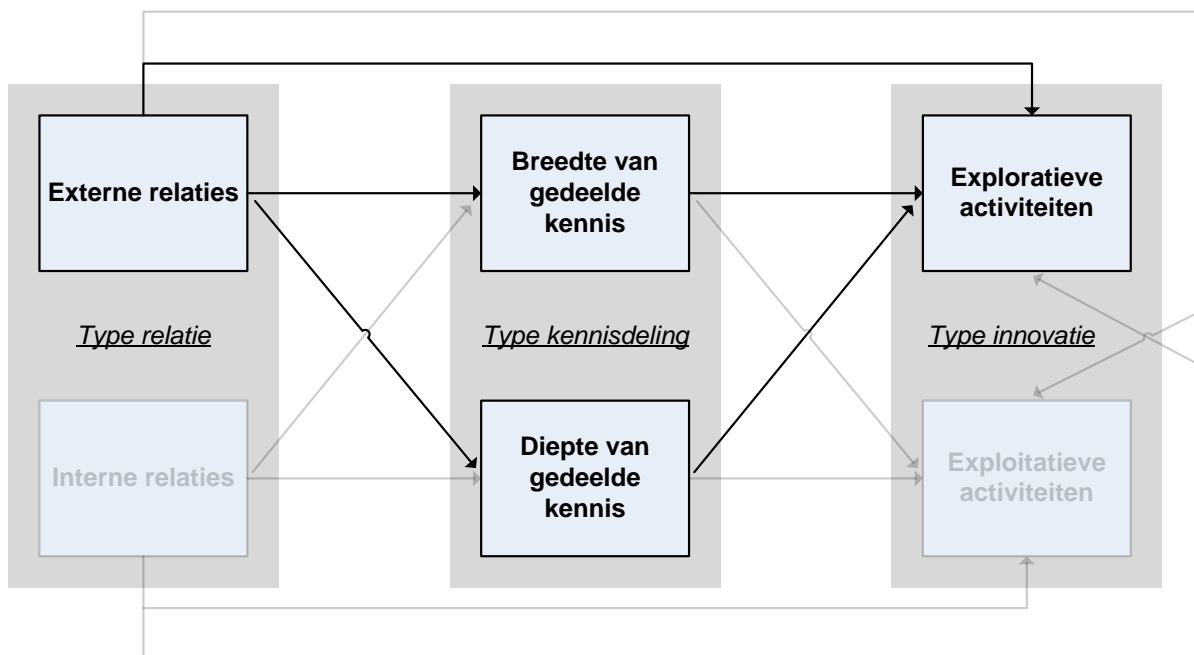 Externe relaties
Breedte van
gedeelde
kennis
Exploratieve
activiteiten
Type relatie
Type kennisdeling
Type innovatie
Interne relaties
Diepte van
gedeelde
kennis
Exploitatieve
activiteiten